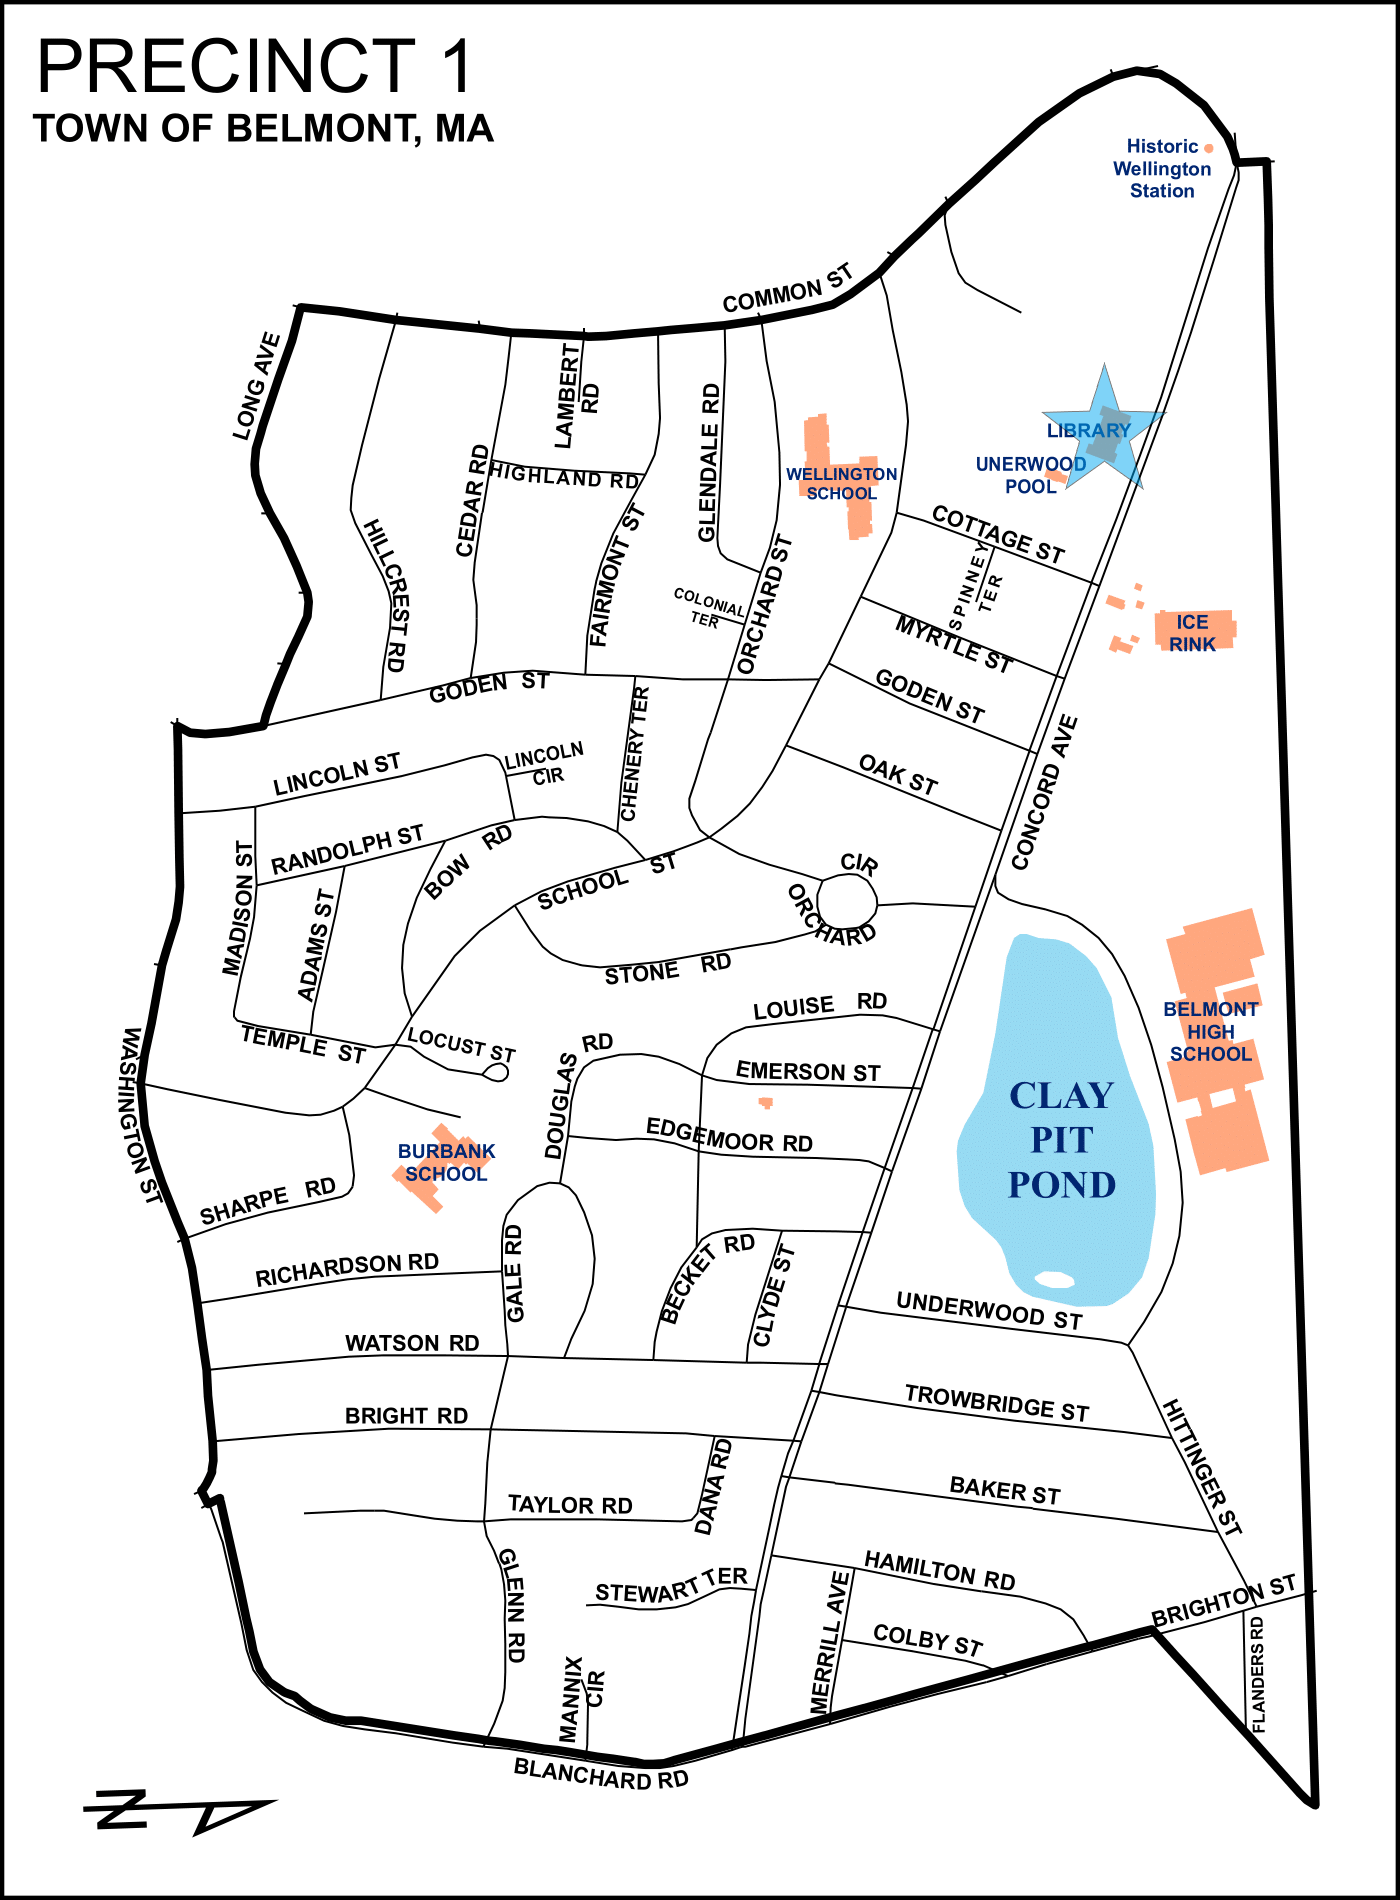 PRECINCT 1
TOWN OF BELMONT, MA
Historic
Wellington
Station
COMMON ST
LONG AVE
LAMBERT
RD
GLENDALE RD
CEDAR RD
HIGHLAND RD
WELLINGTON
SCHOOL
LIBRARY
UNERWOOD
POOL
HILLCREST RD
FAIRMONT ST
ORCHARD ST
COTTAGE ST
SPINNEY
TER
COLONIAL
TER
MYRTLE ST
ICE
RINK
GODEN ST
GODEN ST
CHENERY TER
LINCOLN ST
LINCOLN
CIR
OAK ST
CONCORD AVE
RANDOLPH ST
BOW RD
MADISON ST
ADAMS ST
SCHOOL ST
ORCHARD
CIR
STONE RD
TEMPLE ST
LOCUST ST
LOUISE RD
BELMONT
HIGH
SCHOOL
WASHINGTON ST
DOUGLAS RD
EMERSON ST
EDGEMOOR RD
CLAY
PIT
POND
BURBANK
SCHOOL
SHARPE RD
RICHARDSON RD
GALE RD
BECKET RD
CLYDE ST
UNDERWOOD ST
WATSON RD
TROWBRIDGE ST
HITTINGER ST
BRIGHT RD
DANA RD
BAKER ST
TAYLOR RD
GLENN RD
STEWART TER
HAMILTON RD
MERRILL AVE
COLBY ST
BRIGHTON ST
FLANDERS RD
MANNIX
CIR
BLANCHARD RD
N